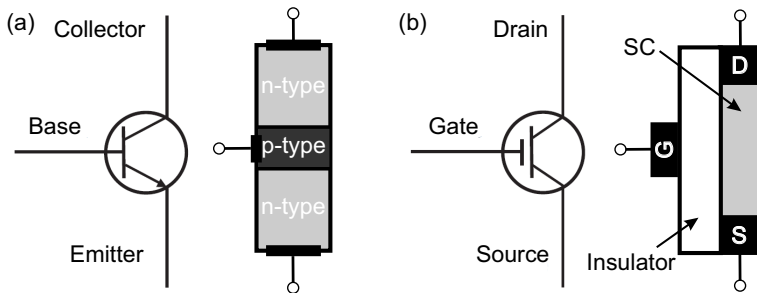 (a)
Collector
Base
Emitter
n-type
p-type
n-type
(b)
Drain
Gate
Source
SC
D
G
S
Insulator